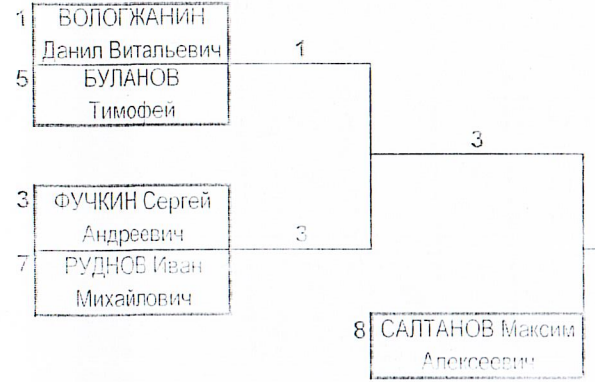 1 ВОЛОГЖАНИН
Данил Витальевич
1
5 БУЛАНОВ
Тимофей
3
3 ФУЧКИН Сергей
Андреевич
3
7 РУДНОВ Иван
Михайлович
8 САЛТАНОВ Максим
Алексеевич